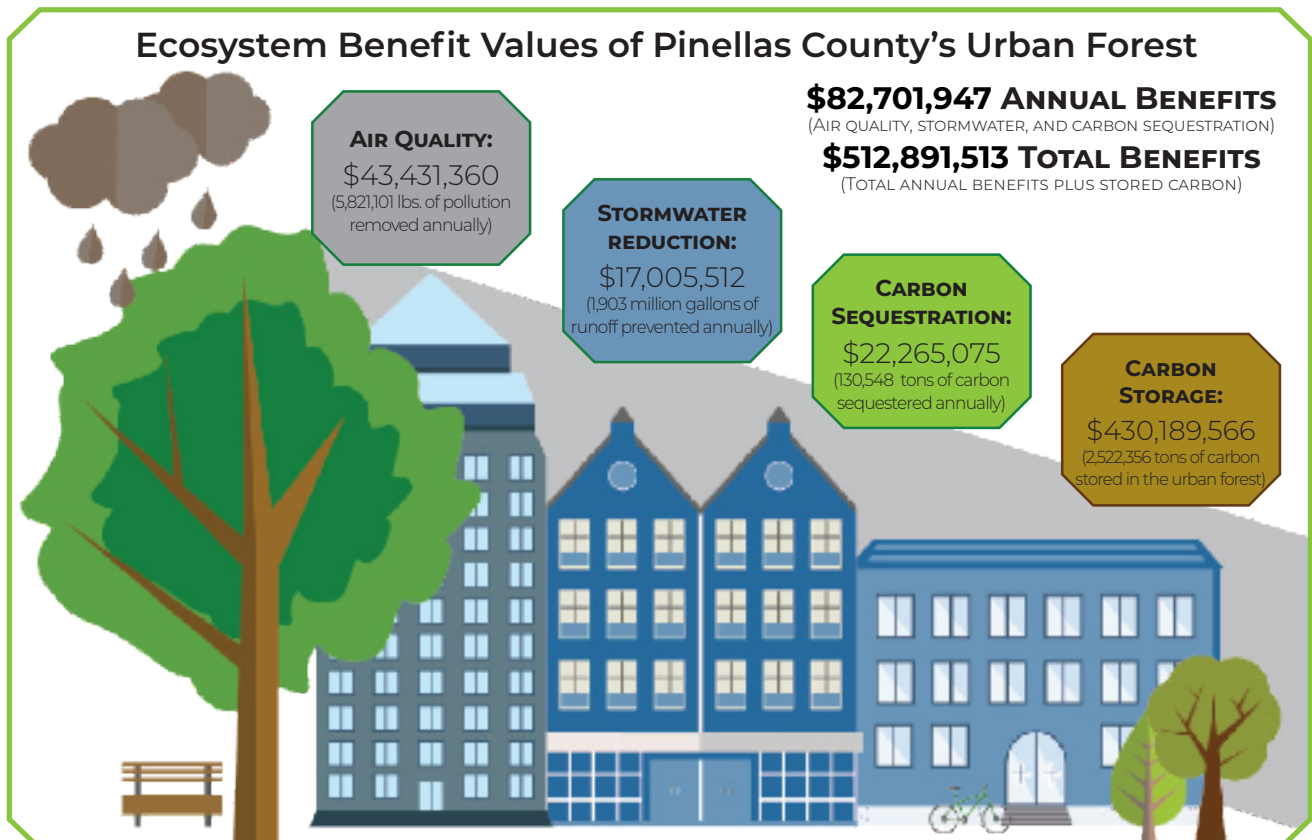 Ecosystem Benefit Values of Pinellas County's Urban Forest
$82,701,947 ANNUAL BENEFITS
(AIR QUALITY, STORMWATER, AND CARBON SEQUESTRATION)
$512,891,513 TOTAL BENEFITS
(TOTAL ANNUAL BENEFITS PLUS STORED CARBON)
AIR QUALITY:
$43,431,360
(5,821,101 lbs. of pollution
removed annually)
STORMWATER
REDUCTION:
$17,005,512
(1,903 million gallons of
runoff prevented annually)
CARBON
SEQUESTRATION:
$22,265,075
(130,548 tons of carbon
sequestered annually)
CARBON
STORAGE:
$430,189,566
(2,522,356 tons of carbon
stored in the urban forest)